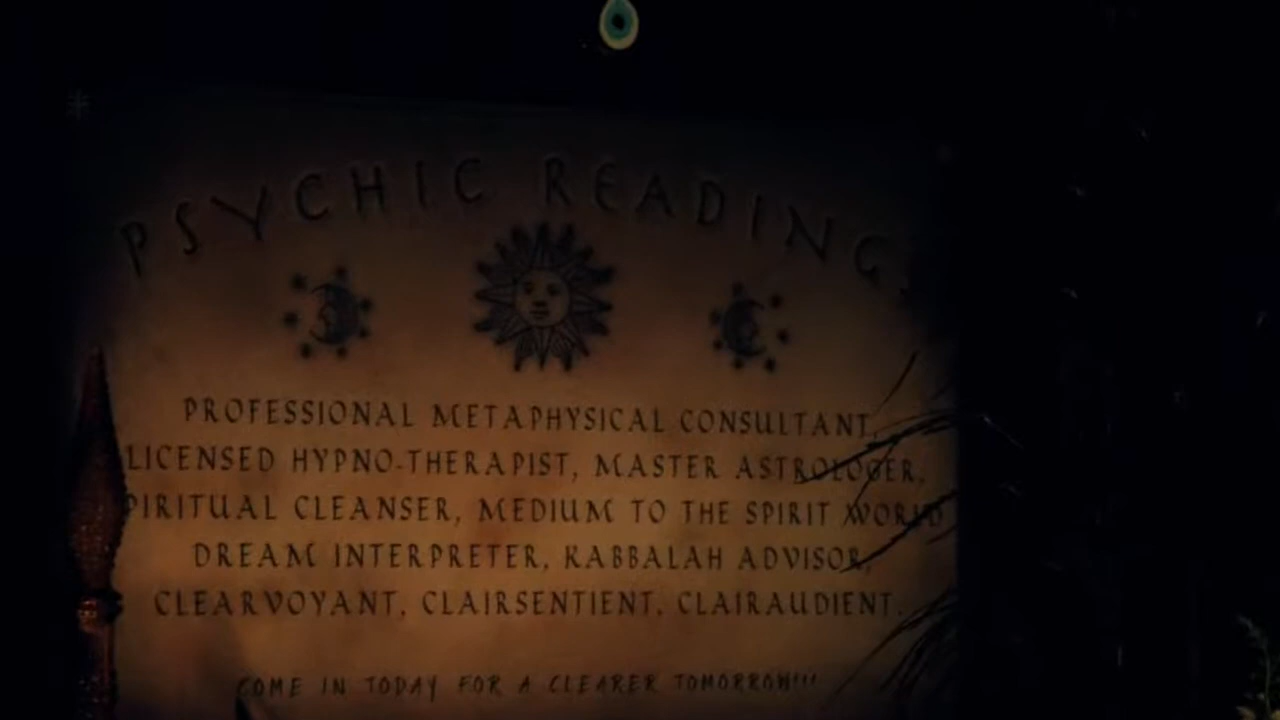 PSYCHIC READING
PROFESSIONAL METAPHYSICAL CONSULTANT,
LICENSED HYPNO-THERAPIST, MASTER ASTROLOGER,
SPIRITUAL CLEANSER, MEDIUM TO THE SPIRIT WORLD
DREAM INTERPRETER, KABBALAH ADVISOR,
CLEARVOYANT, CLAIRSENTIENT, CLAIRAUDIENT.
COME IN TODAY FOR A CLEARER TOMORROW!!!